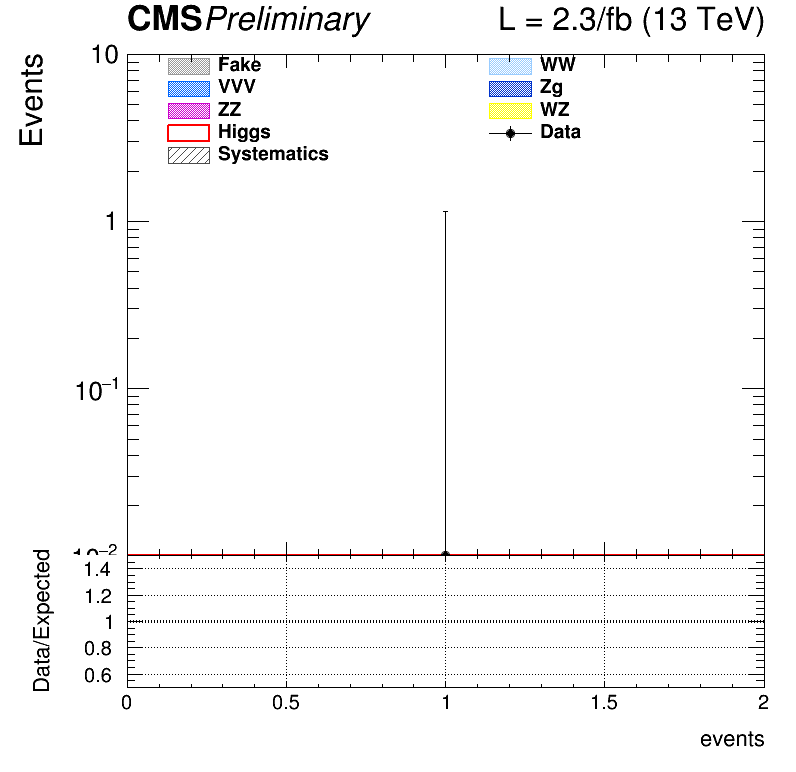 CMS Preliminary L = 2.3/fb (13 TeV)
Events
10
1
10⁻¹
10⁻²
Fake
VVV
ZZ
Higgs
Systematics
WW
Zg
WZ
Data
Data/Expected
1.4
1.2
1
0.8
0.6
0 0.5 1 1.5 2
events